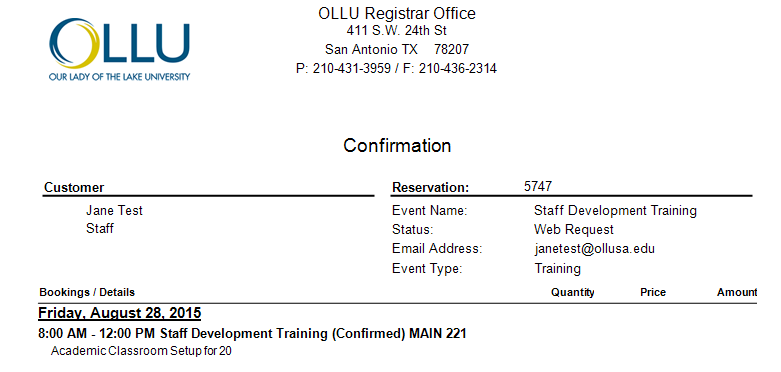 OLLU
OUR LADY OF THE LAKE UNIVERSITY
OLLU Registrar Office
411 S.W. 24th St
San Antonio TX 78207
P: 210-431-3959 / F: 210-436-2314
Confirmation
Customer
Jane Test
Staff
Reservation: 5747
Event Name: Staff Development Training
Status: Web Request
Email Address: janetest@ollusa.edu
Event Type: Training
Bookings / Details Quantity Price Amount
Friday, August 28, 2015
8:00 AM - 12:00 PM Staff Development Training (Confirmed) MAIN 221
Academic Classroom Setup for 20